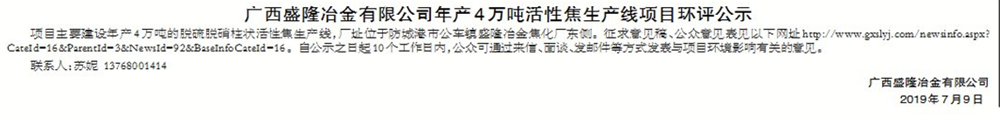 广西盛隆冶金有限公司年产4万吨活性焦生产线项目环评公示
项目主要建设年产4万吨的脱硫脱硝柱状活性焦生产线,厂址位于防城港市公车镇盛隆冶金焦化厂东侧。征求意见稿、公众意见表见以下网址http://www.gxslyj.com/newsinfo.aspx?
CateId=16&ParentId=3&NewsId=92&BaseInfoCateId=16。自公示之日起10个工作日内,公众可通过来信、面谈、发邮件等方式发表与项目环境影响有关的意见。
联系人:苏妮 13768001414
广西盛隆冶金有限公司
2019年7月9日